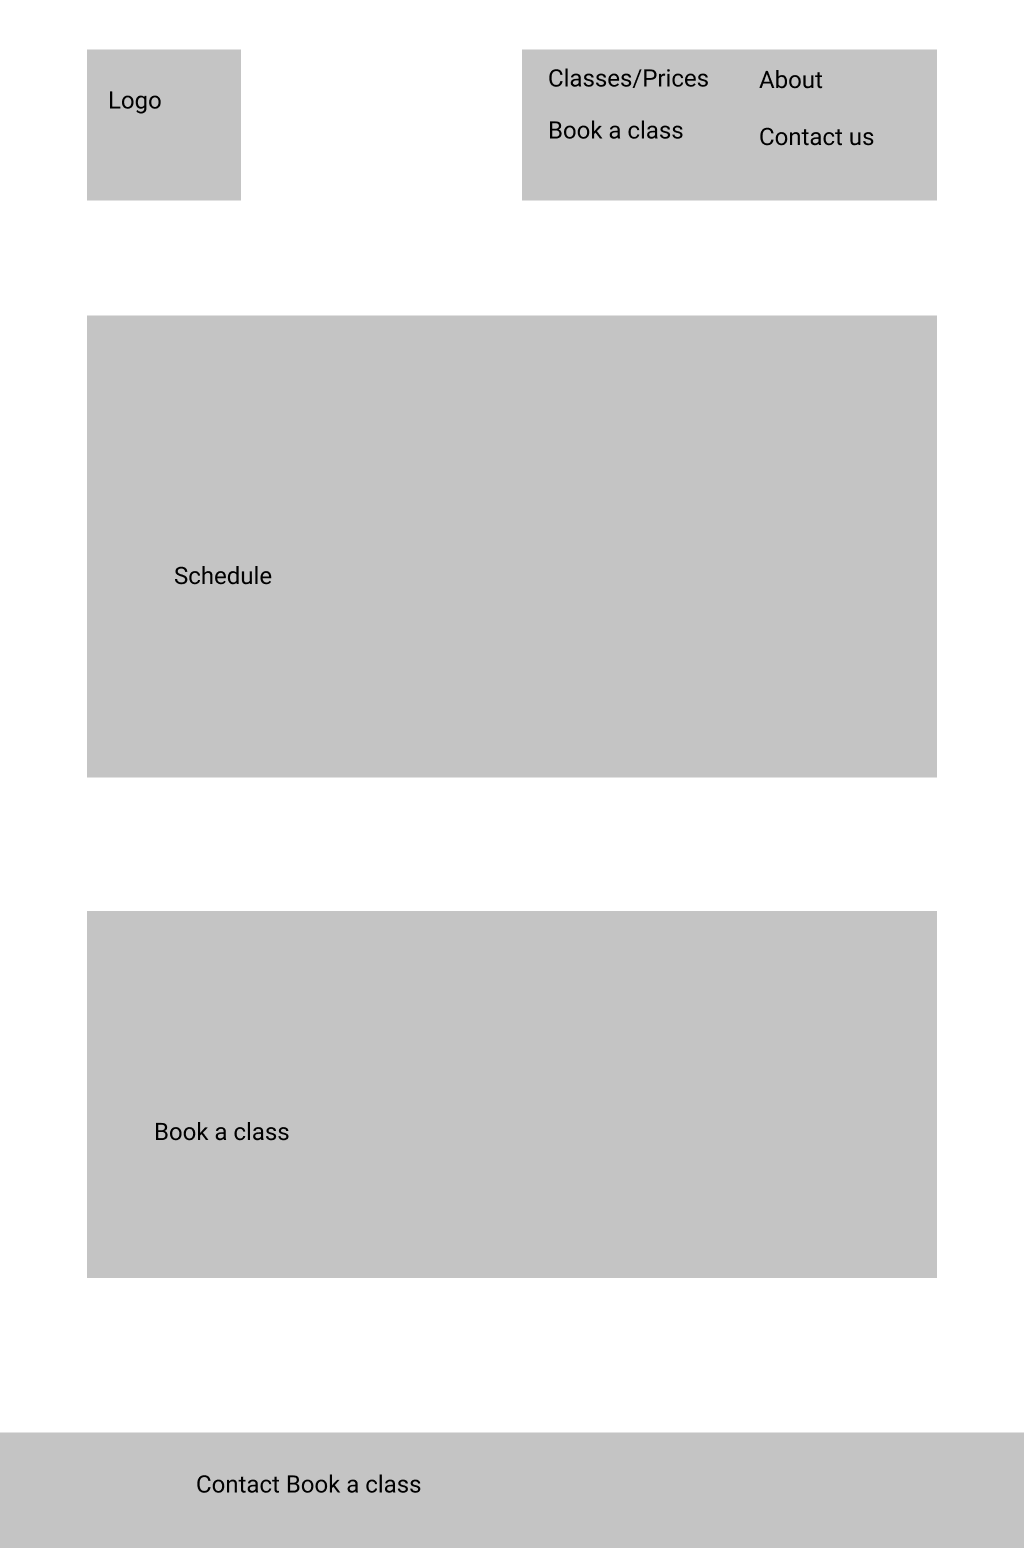 Logo
Classes/Prices
About
Book a class
Contact us
Schedule
Book a class
Contact Book a class